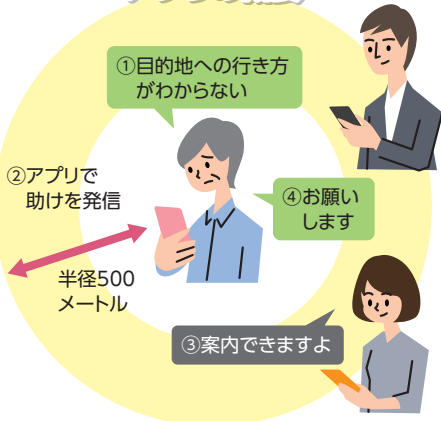 ①目的地への行き方
がわからない
②アプリで
助けを発信
④お願い
します
半径500
メートル
③案内できますよ